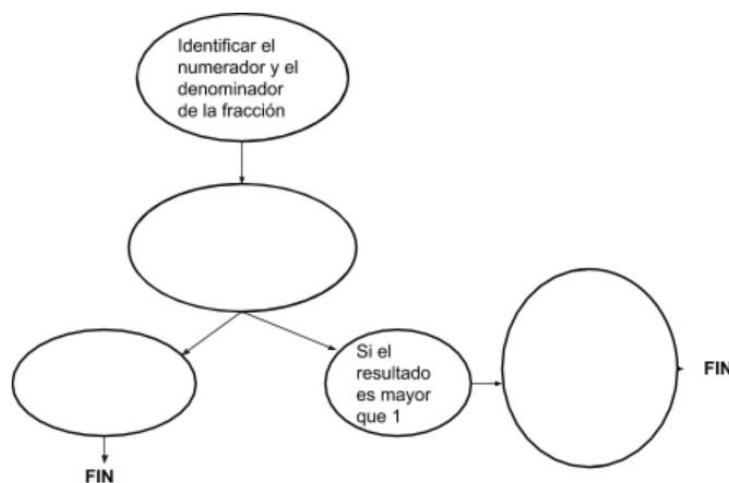 Identificar el
numerador y el
denominador
de la fracción
Si el
resultado
es mayor
que 1
FIN
FIN